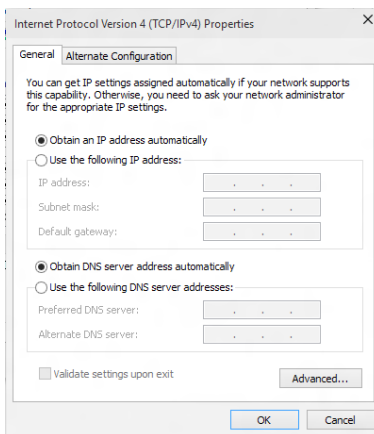 Internet Protocol Version 4 (TCP/IPv4) Properties
General
Alternate Configuration
You can get IP settings assigned automatically if your network supports
this capability. Otherwise, you need to ask your network administrator
for the appropriate IP settings.
Obtain an IP address automatically
Use the following IP address:
IP address:
Subnet mask:
Default gateway:
Obtain DNS server address automatically
Use the following DNS server addresses:
Preferred DNS server:
Alternate DNS server:
Validate settings upon exit
Advanced...
OK
Cancel